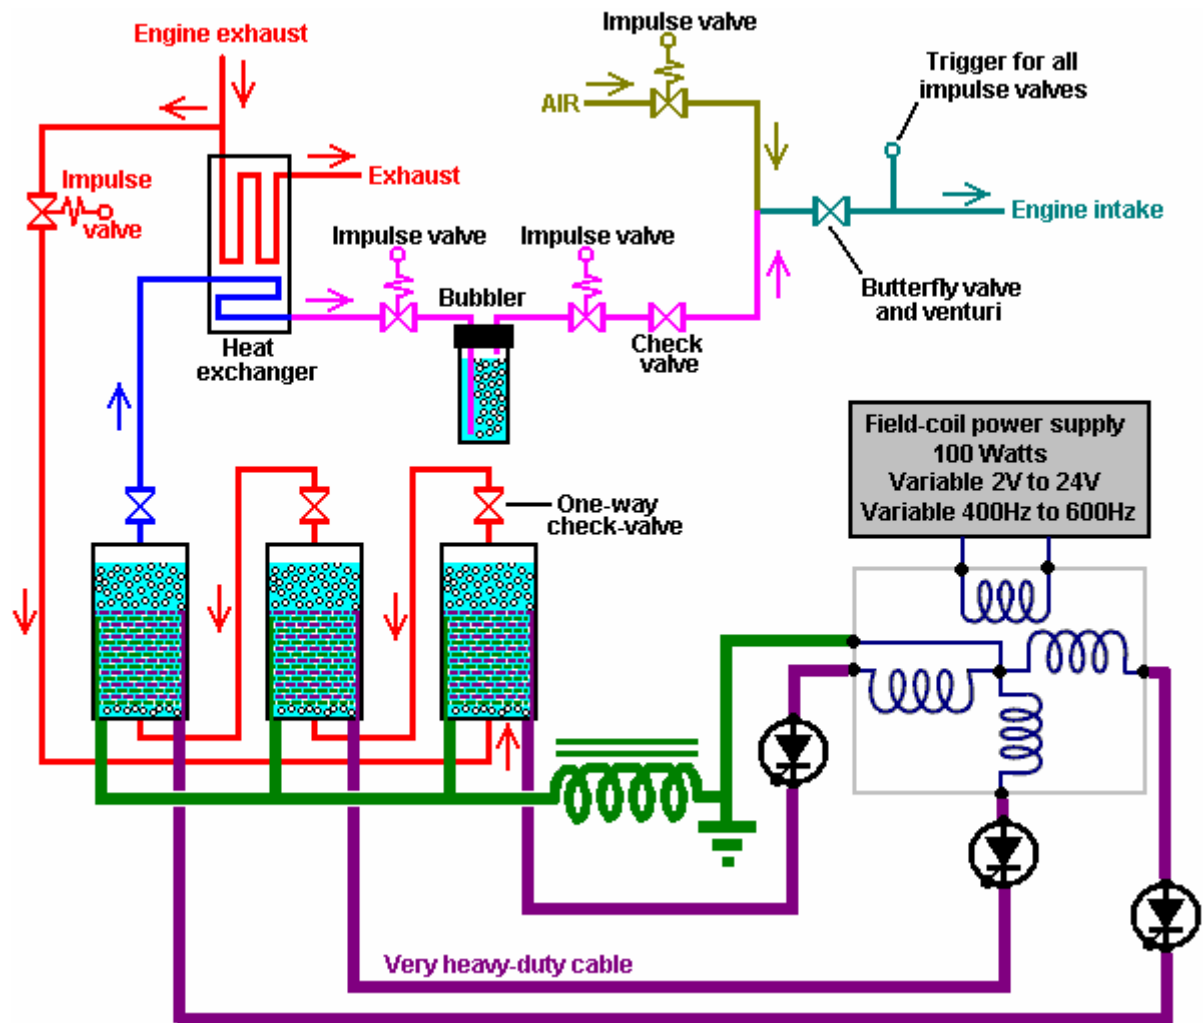 Impulse valve
Engine exhaust
Trigger for all
impulse valves
AIR
Exhaust
Impulse
valve
Engine intake
Impulse valve
Impulse valve
Bubbler
Butterfly valve
and venturi
Heat
exchanger
Check
valve
Field-coil power supply
100 Watts
Variable 2V to 24V
Variable 400Hz to 600Hz
One-way
check-valve
Very heavy-duty cable